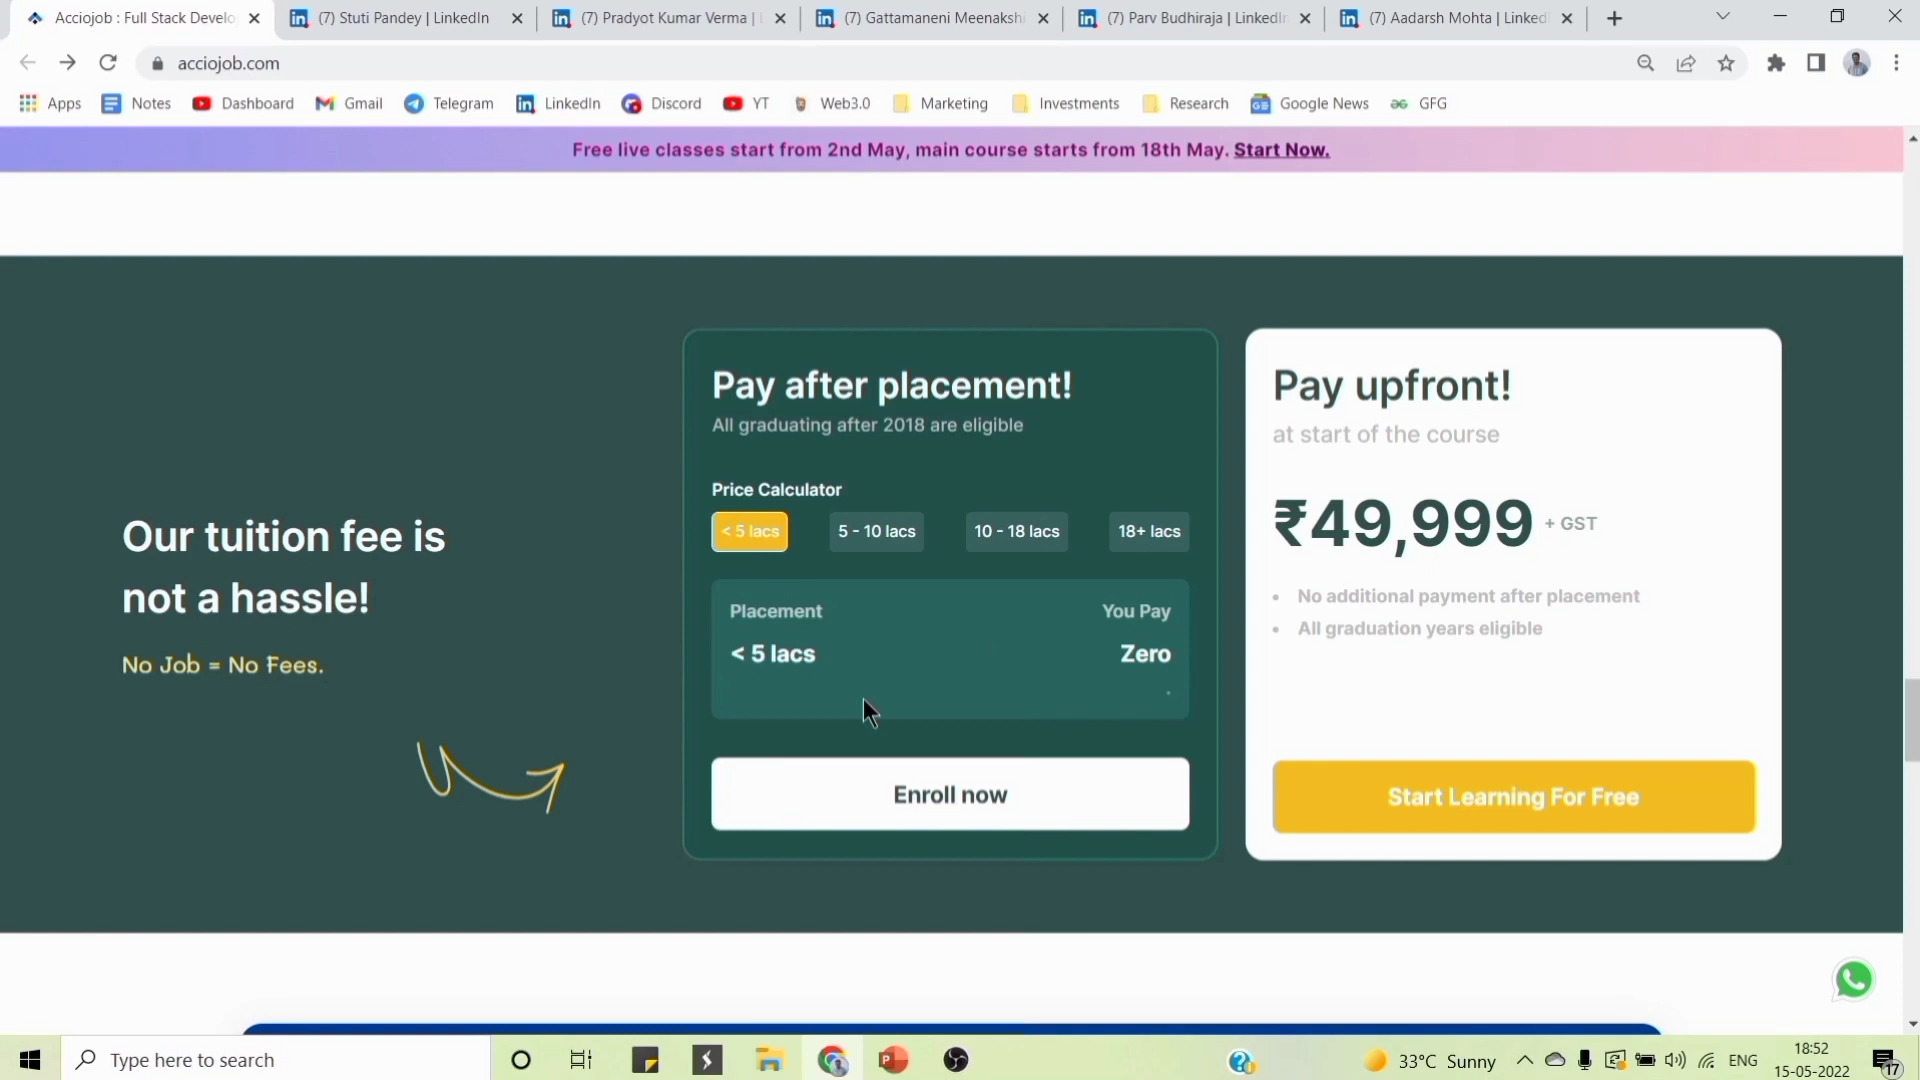 Acciojob : Full Stack Develo
(7) Stuti Pandey | LinkedIn
(7) Pradyot Kumar Verma |
(7) Gattamaneni Meenakshi
(7) Parv Budhiraja | LinkedIn
(7) Aadarsh Mohta | Linked
acciojob.com
Apps
Notes
Dashboard
Gmail
Telegram
LinkedIn
Discord
YT
Web3.0
Marketing
Investments
Research
Google News
GFG
Free live classes start from 2nd May, main course starts from 18th May. Start Now.
Our tuition fee is
not a hassle!
No Job = No Fees.
Pay after placement!
All graduating after 2018 are eligible
Price Calculator
< 5 lacs
5 - 10 lacs
10 - 18 lacs
18+ lacs
Placement
You Pay
< 5 lacs
Zero
Enroll now
Pay upfront!
at start of the course
₹49,999 + GST
• No additional payment after placement
• All graduation years eligible
Start Learning For Free
Type here to search
33°C Sunny
ENG
18:52
15-05-2022
17